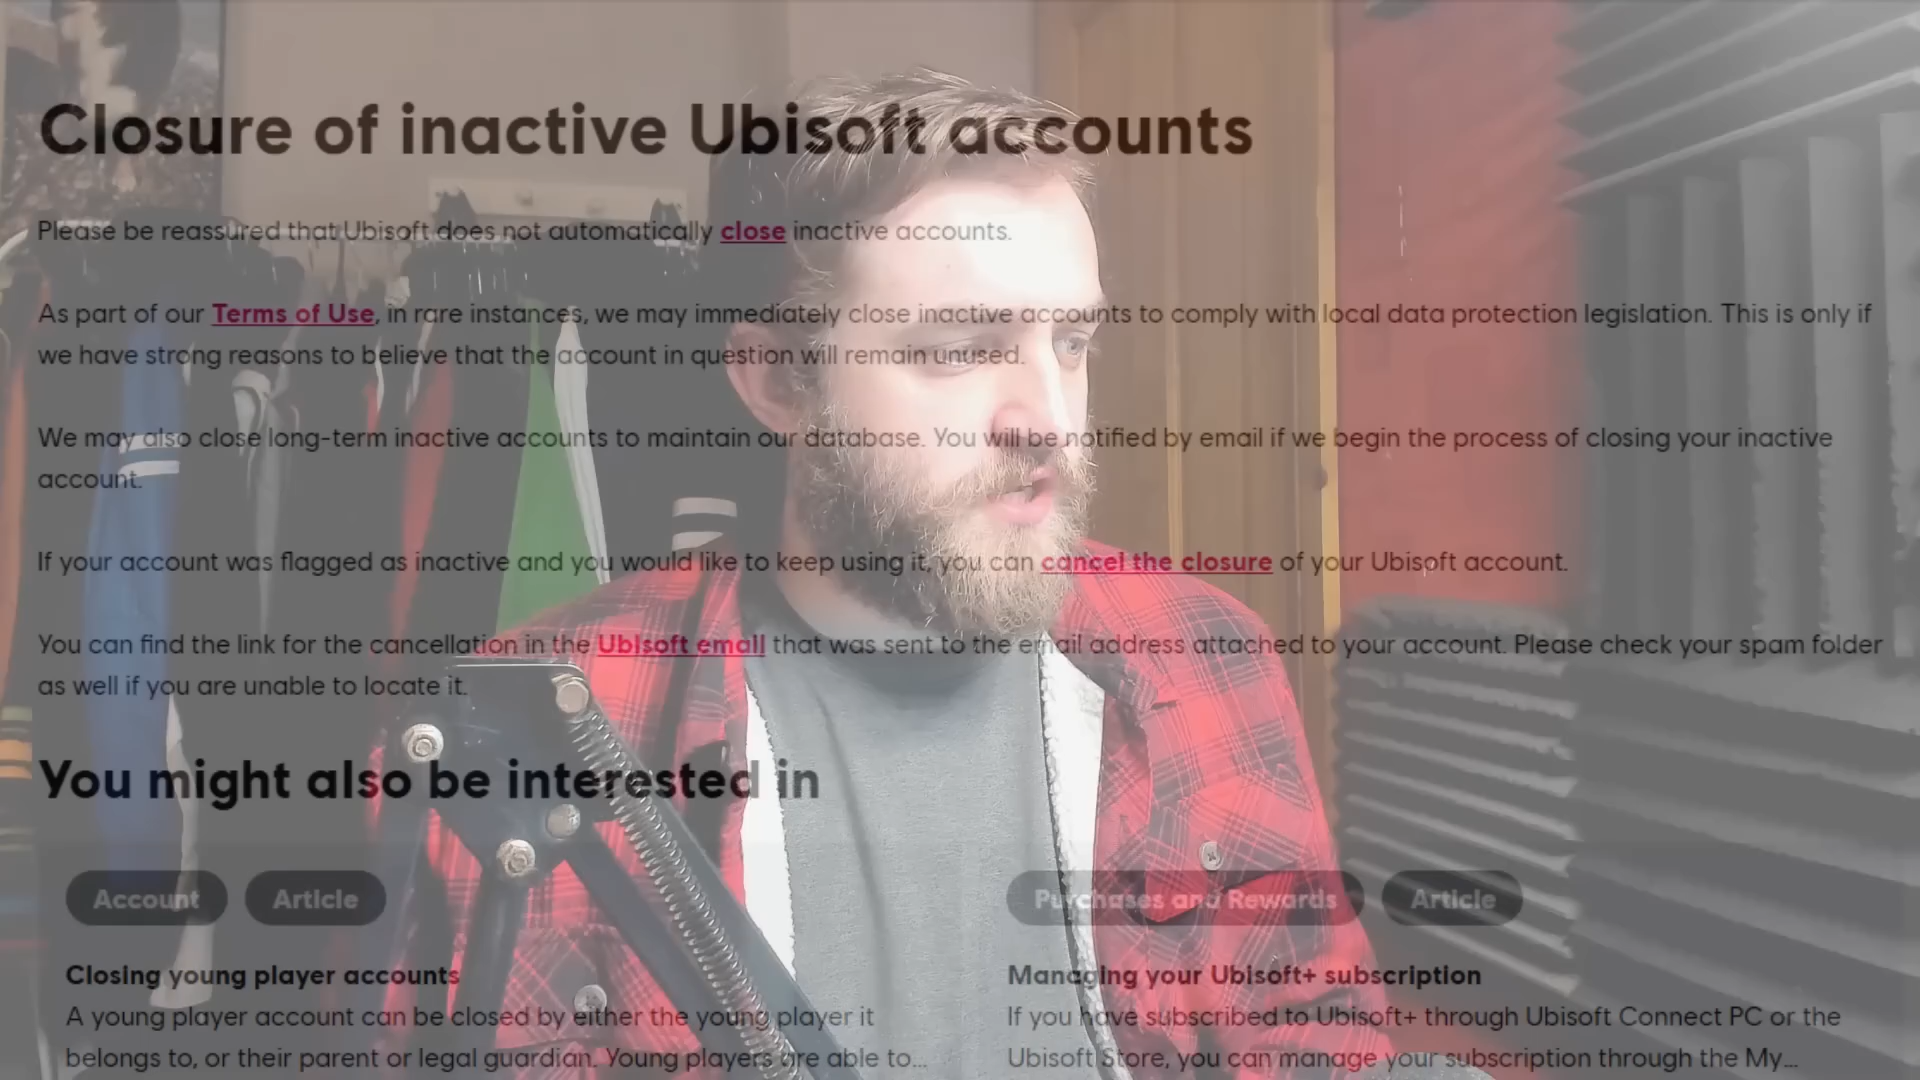 Closure of inactive Ubisoft accounts
Please be reassured that Ubisoft does not automatically close inactive accounts.
As part of our Terms of Use, in rare instances, we may immediately close inactive accounts to comply with local data protection legislation. This is only if
we have strong reasons to believe that the account in question will remain unused.
We may also close long-term inactive accounts to maintain our database. You will be notified by email if we begin the process of closing your inactive
account.
If your account was flagged as inactive and you would like to keep using it, you can cancel the closure of your Ubisoft account.
You can find the link for the cancellation in the Ubisoft email that was sent to the email address attached to your account. Please check your spam folder
as well if you are unable to locate it.
You might also be interested in
Account Article
Purchases and Rewards Article
Closing young player accounts
A young player account can be closed by either the young player it
belongs to, or their parent or legal guardian. Young players are able to...
Managing your Ubisoft+ subscription
If you have subscribed to Ubisoft+ through Ubisoft Connect PC or the
Ubisoft Store, you can manage your subscription through the My...